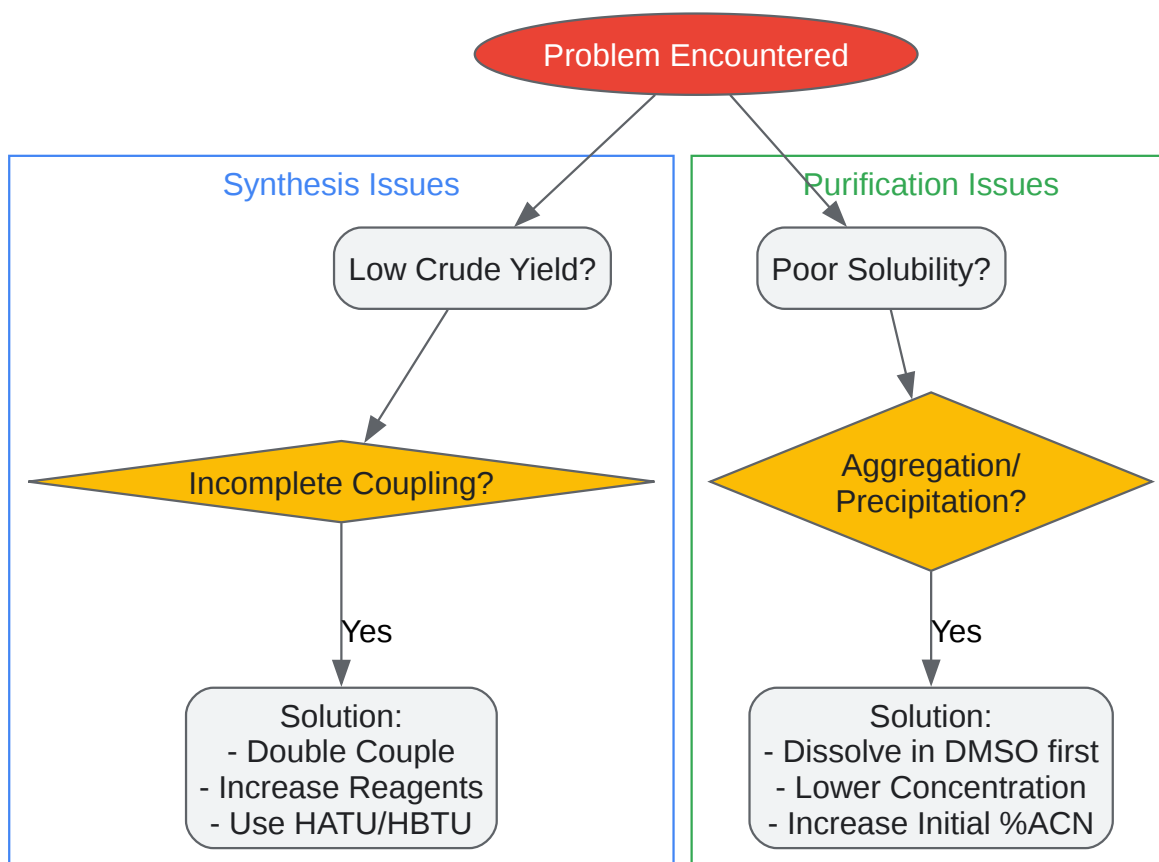 Problem Encountered
Synthesis Issues
Low Crude Yield?
Incomplete Coupling?
Yes
Solution:
- Double Couple
- Increase Reagents
- Use HATU/HBTU
Purification Issues
Poor Solubility?
Aggregation/
Precipitation?
Yes
Solution:
- Dissolve in DMSO first
- Lower Concentration
- Increase Initial %ACN